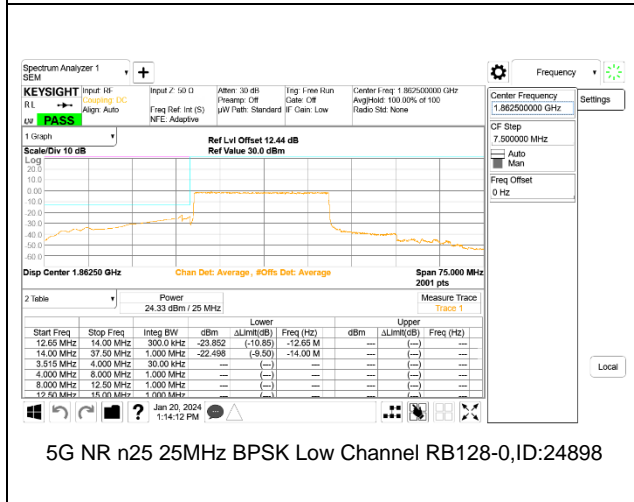 Spectrum Analyzer 1
SEM
Frequency
KEYSIGHT Input: RF Input Z: 50 Ω Atten: 30 dB Trig: Free Run Center Freq: 1.862500000 GHz
RL Coupling: DC Preamp: Off Gate: Off Avg|Hold: 100.00% of 100
Align: Auto Freq Ref: Int (S) µW Path: Standard IF Gain: Low Radio Std: None
PASS NFE: Adaptive
Center Frequency
1.862500000 GHz
Settings
CF Step
7.500000 MHz
Auto
Man
Freq Offset
0 Hz
Local
1 Graph
Scale/Div 10 dB
Ref Lvl Offset 12.44 dB
Ref Value 30.0 dBm
Log
20.0
10.0
0.00
-10.0
-20.0
-30.0
-40.0
-50.0
-60.0
Disp Center 1.86250 GHz Chan Det: Average, #Offs Det: Average Span 75.000 MHz
2001 pts
2 Table
Power
24.33 dBm / 25 MHz
Measure Trace
Trace 1
Lower Upper
Start Freq Stop Freq Integ BW dBm ΔLimit(dB) Freq (Hz) dBm ΔLimit(dB) Freq (Hz)
12.65 MHz 14.00 MHz 300.0 kHz -23.852 (-10.85) -12.65 M --- (---) ---
14.00 MHz 37.50 MHz 1.000 MHz -22.498 (-9.50) -14.00 M --- (---) ---
3.515 MHz 4.000 MHz 30.00 kHz --- (---) --- --- (---) ---
4.000 MHz 8.000 MHz 1.000 MHz --- (---) --- --- (---) ---
8.000 MHz 12.50 MHz 1.000 MHz --- (---) --- --- (---) ---
12.50 MHz 15.00 MHz 1.000 MHz --- (---) --- --- (---) ---
Jan 20, 2024
1:14:12 PM
5G NR n25 25MHz BPSK Low Channel RB128-0,ID:24898